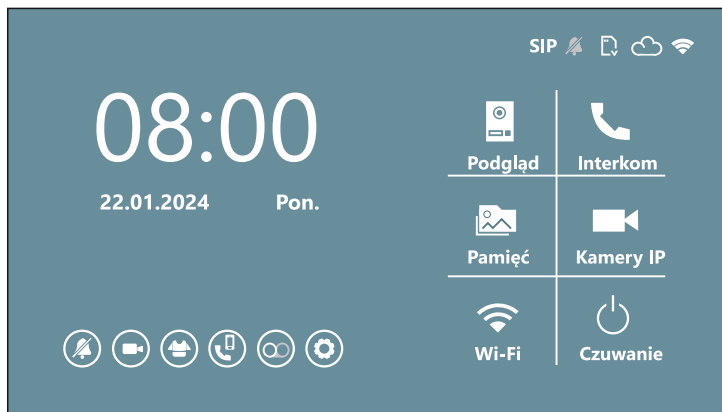 SIP
08:00
22.01.2024 Pon.
Podgląd Interkom
Pamięć Kamery IP
Wi-Fi Czuwanie